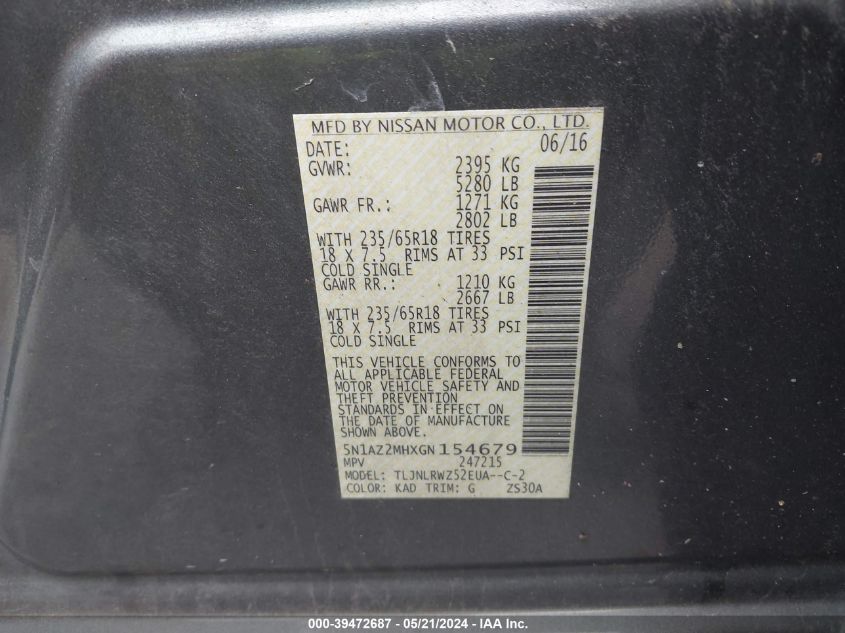 MFD BY NISSAN MOTOR CO., LTD.
DATE: 06/16
GVWR: 2395 KG
5280 LB
GAWR FR.: 1271 KG
2802 LB
WITH 235/65R18 TIRES
18 X 7.5 RIMS AT 33 PSI
COLD SINGLE
GAWR RR.: 1210 KG
2667 LB
WITH 235/65R18 TIRES
18 X 7.5 RIMS AT 33 PSI
COLD SINGLE
THIS VEHICLE CONFORMS TO
ALL APPLICABLE FEDERAL
MOTOR VEHICLE SAFETY AND
THEFT PREVENTION
STANDARDS IN EFFECT ON
THE DATE OF MANUFACTURE
SHOWN ABOVE.
5N1AZ2MHXGN154679
MPV 247215
MODEL: TLJNLRWZ52EUA--C-2
COLOR: KAD TRIM: G ZS30A
000-39472687 - 05/21/2024 - IAA Inc.